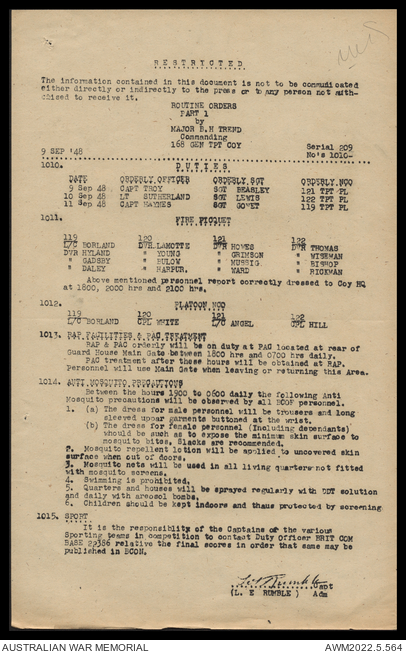 RESTRICTED
The information contained in this document is not to be communicated
either directly or indirectly to the press or to any person not auth-
orised to receive it.
ROUTINE ORDERS
PART 1
by
MAJOR B.H TREND
Commanding
168 GEN TPT COY
Serial 209
9 SEP '48 No's 1010-
1010. DUTIES
DATE ORDERLY OFFICER ORDERLY SGT ORDERLY NCO
9 Sep 48 CAPT TROY SGT BEASLEY 121 TPT PL
10 Sep 48 LT SUTHERLAND SGT LEWIS 122 TPT PL
11 Sep 48 CAPT HAYNES SGT GOVET 119 TPT PL
1011. FIRE PICQUET
119 120 121 122
L/C BORLAND DVR LAMOTTE DVR HOWES DVR THOMAS
DVR HYLAND " YOUNG " GRIMSON " WISEMAN
" GADSBY " BULOW " MUSSIG " BISHOP
" DALEY " HARPUR. " WARD " RICKMAN
Above mentioned personnel report correctly dressed to Coy HQ
at 1800, 2000 hrs and 2100 hrs.
1012. PLATOON NCO
119 120 121 122
L/C BORLAND CPL WHITE L/C ANGEL CPL HILL
1013. RAP FACILITIES & PAC TREATMENT
RAP & PAC orderly will be on duty at PAC located at rear of
Guard House Main Gate between 1800 hrs and 0700 hrs daily.
PAC treatment after these hours will be obtained at RAP.
Personnel will use Main Gate when leaving or returning this Area.
1014. ANTI MOSQUITO PRECAUTIONS
Between the hours 1900 to 0600 daily the following Anti
Mosquito precautions will be observed by all BCOF personnel.
1. (a) The dress for male personnel will be trousers and long
sleeved upper garments buttoned at the wrist.
(b) The dress for female personnel (Including dependants)
should be such as to expose the minimum skin surface to
mosquito bites, Slacks are recommended.
2. Mosquito repellent lotion will be applied to uncovered skin
surface when out of doors.
3. Mosquito nets will be used in all living quarters not fitted
with mosquito screens.
4. Swimming is prohibited.
5. Quarters and houses will be sprayed regularly with DDT solution
and daily with areosol bombs.
6. Children should be kept indoors and thaus protected by screening
1015. SPORT
It is the responsiblity of the Captains of the various
Sporting teams in competition to contact Duty Officer BRIT COM
BASE 29386 relative the final scores in order that same may be
published in BCON.
Capt
(L. E RUMBLE) Adm
AUSTRALIAN WAR MEMORIAL AWM2022.5.564